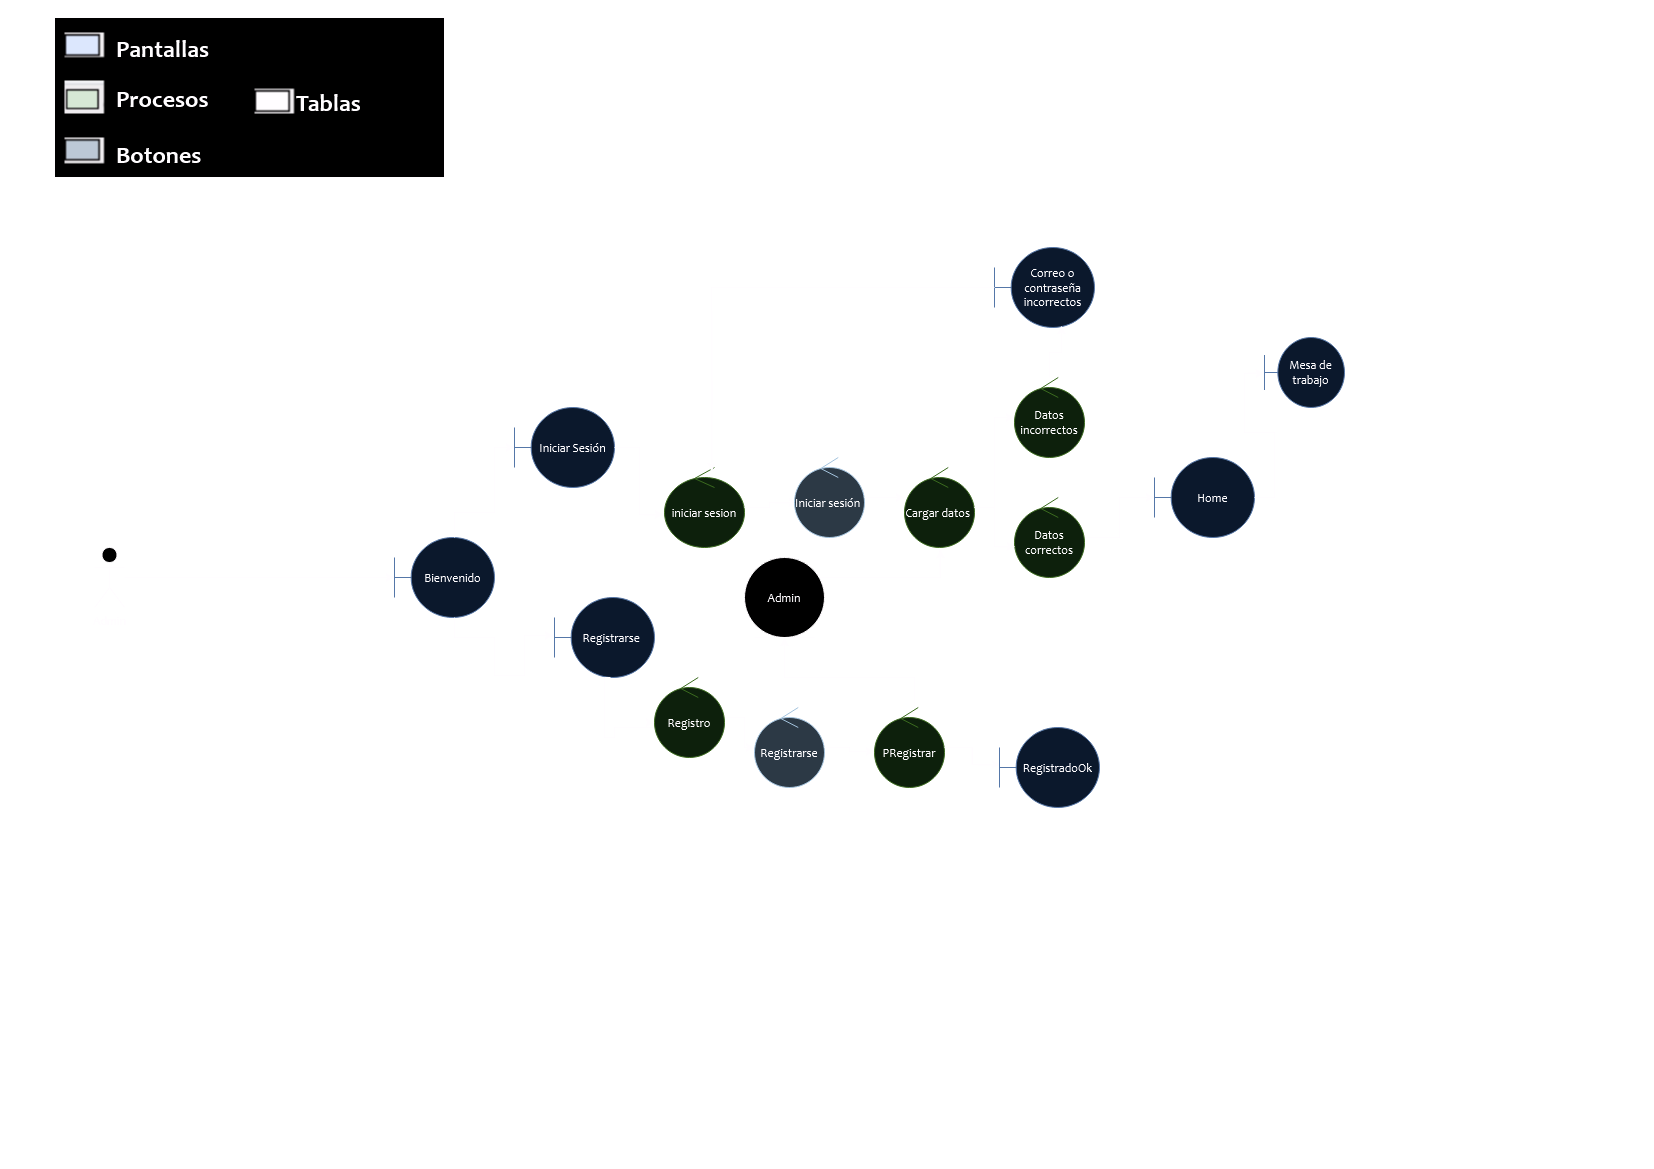 Pantallas
Procesos
Tablas
Botones
Correo o
contraseña
incorrectos
Mesa de
trabajo
Datos
incorrectos
Iniciar Sesión
Home
Iniciar sesión
iniciar sesion
Cargar datos
Datos
correctos
Bienvenido
Admin
Registrarse
Registro
Registrarse
PRegistrar
RegistradoOk